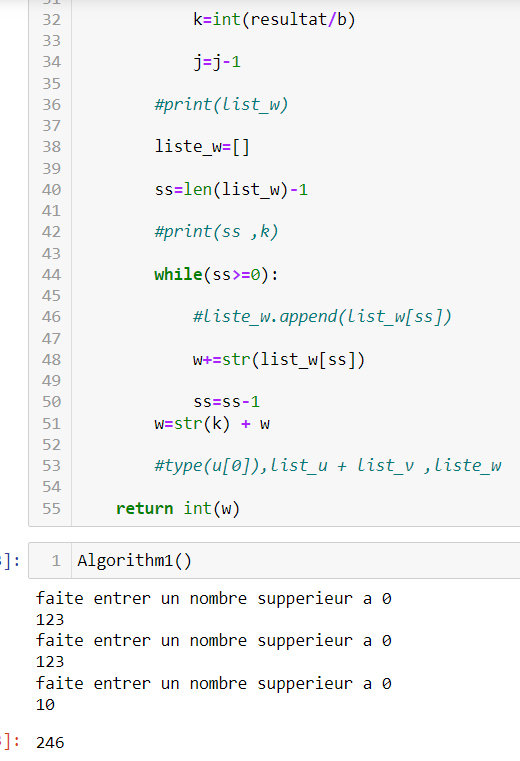 32 k=int(resultat/b)
33
34 j=j-1
35
36 #print(list_w)
37
38 liste_w=[]
39
40 ss=len(list_w)-1
41
42 #print(ss ,k)
43
44 while(ss>=0):
45
46 #liste_w.append(list_w[ss])
47
48 w+=str(list_w[ss])
49
50 ss=ss-1
51 w=str(k) + w
52
53 #type(u[0]),list_u + list_v ,liste_w
54
55 return int(w)
]: 1 Algorithm1()
faite entrer un nombre supperieur a 0
123
faite entrer un nombre supperieur a 0
123
faite entrer un nombre supperieur a 0
10
]: 246